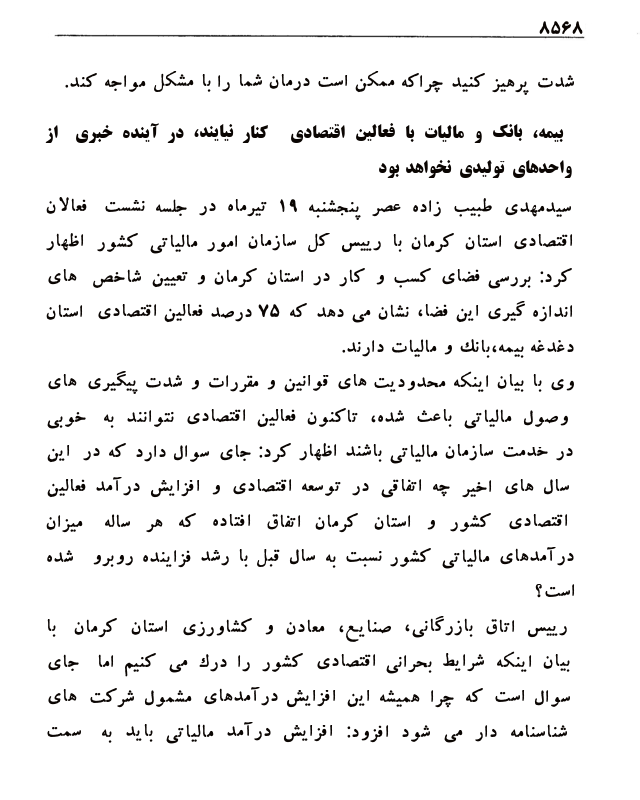 ۸۵۶۸
شدت پرهیز کنید چراکه ممکن است درمان شما را با مشکل مواجه کند.
بیمه، بانک و مالیات با فعالین اقتصادی کنار نیایند، در آینده خبری از
واحدهای تولیدی نخواهد بود
سیدمهدی طبیب زاده عصر پنجشنبه ۱۹ تیرماه در جلسه نشست فعالان
اقتصادی استان کرمان با رییس کل سازمان امور مالیاتی کشور اظهار
کرد: بررسی فضای کسب و کار در استان کرمان و تعیین شاخص های
اندازه گیری این فضا، نشان می دهد که ۷۵ درصد فعالین اقتصادی استان
دغدغه بیمه،بانك و مالیات دارند.
وی با بیان اینکه محدودیت های قوانین و مقررات و شدت پیگیری های
وصول مالیاتی باعث شده، تاکنون فعالین اقتصادی نتوانند به خوبی
در خدمت سازمان مالیاتی باشند اظهار کرد: جای سوال دارد که در این
سال های اخیر چه اتفاقی در توسعه اقتصادی و افزایش درآمد فعالین
اقتصادی کشور و استان کرمان اتفاق افتاده که هر ساله میزان
درآمدهای مالیاتی کشور نسبت به سال قبل با رشد فزاینده روبرو شده
است؟
رییس اتاق بازرگانی، صنایع، معادن و کشاورزی استان کرمان با
بیان اینکه شرایط بحرانی اقتصادی کشور را درك می کنیم اما جای
سوال است که چرا همیشه این افزایش درآمدهای مشمول شرکت های
شناسنامه دار می شود افزود: افزایش درآمد مالیاتی باید به سمت